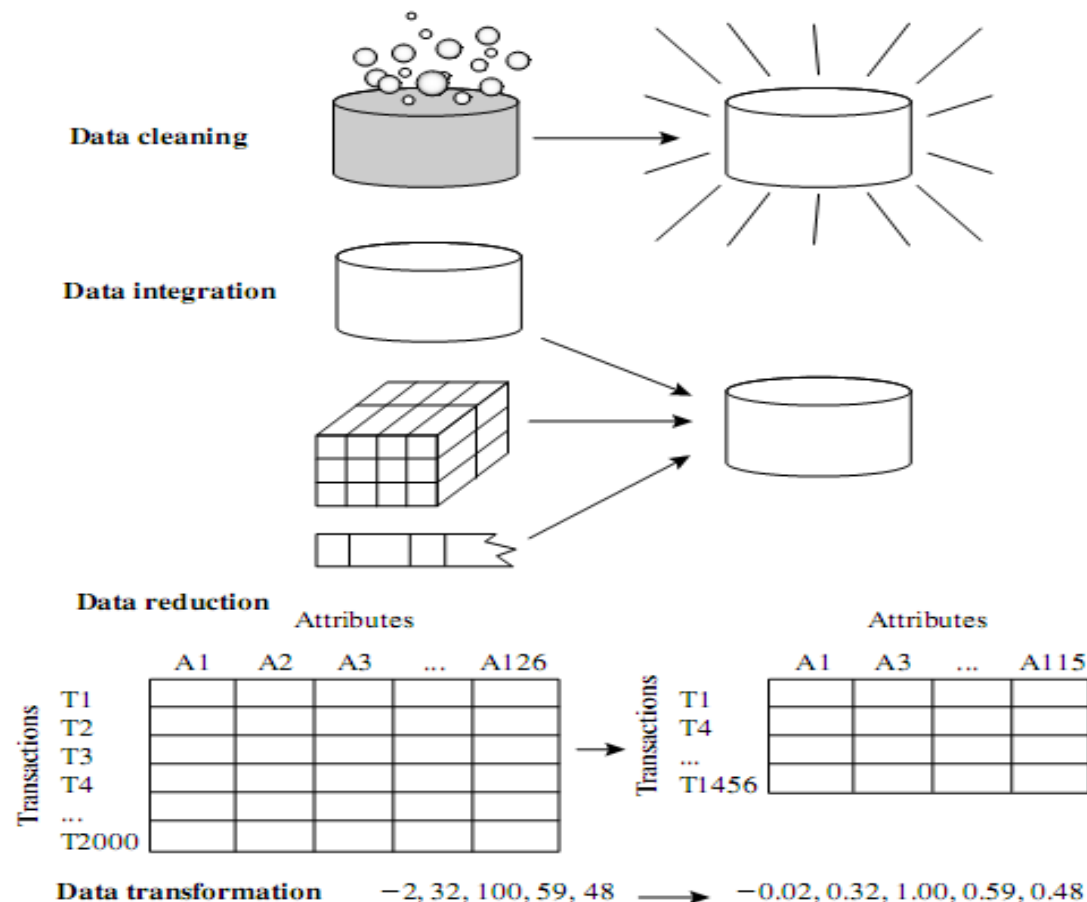 Data cleaning
Data integration
Data reduction
Attributes
A1 A2 A3 ... A126
Transactions
T1
T2
T3
T4
...
T2000
Attributes
A1 A3 ... A115
Transactions
T1
T4
...
T1456
Data transformation −2, 32, 100, 59, 48 −0.02, 0.32, 1.00, 0.59, 0.48